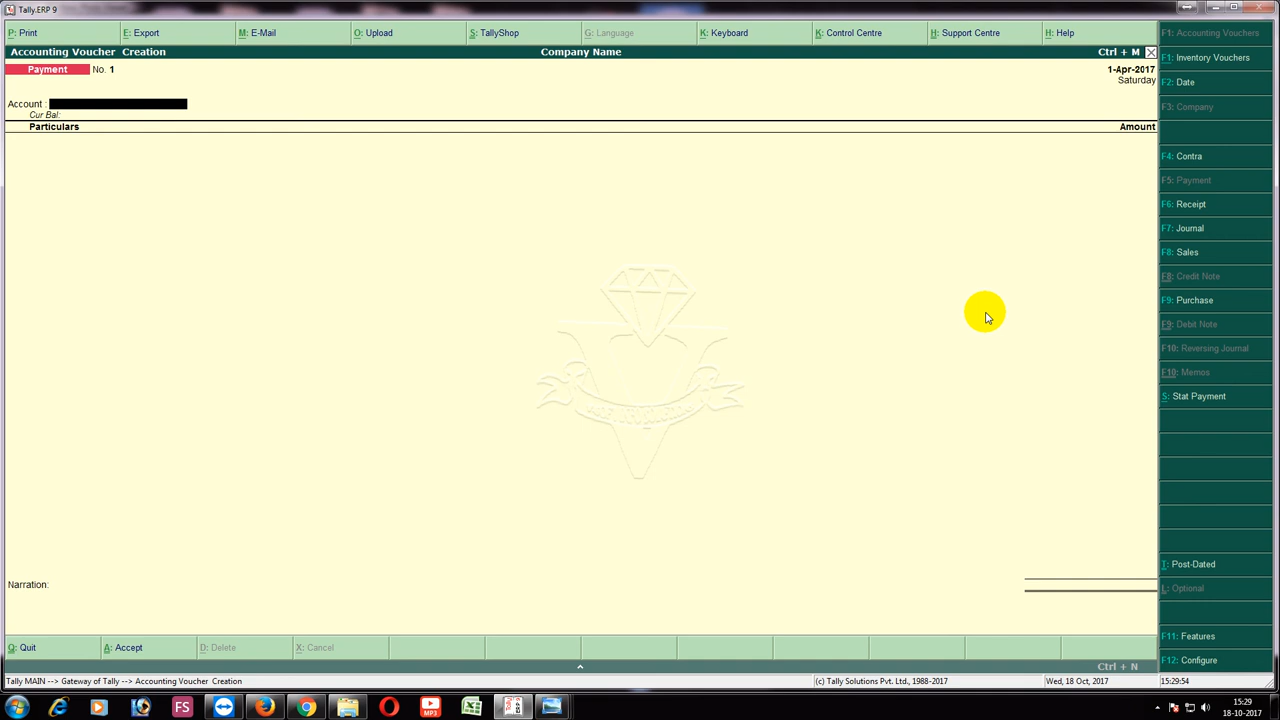 Tally.ERP 9
P: Print
E: Export
M: E-Mail
O: Upload
S: TallyShop
G: Language
K: Keyboard
K: Control Centre
H: Support Centre
H: Help
Accounting Voucher Creation
Company Name
Ctrl + M
Payment No. 1
1-Apr-2017
Saturday
Account :
Cur Bal:
Particulars
Amount
Narration:
F1: Accounting Vouchers
F1: Inventory Vouchers
F2: Date
F3: Company
F4: Contra
F5: Payment
F6: Receipt
F7: Journal
F8: Sales
F8: Credit Note
F9: Purchase
F9: Debit Note
F10: Reversing Journal
F10: Memos
S: Stat Payment
T: Post-Dated
L: Optional
F11: Features
F12: Configure
Q: Quit
A: Accept
D: Delete
X: Cancel
Ctrl + N
Tally MAIN --> Gateway of Tally --> Accounting Voucher Creation
(c) Tally Solutions Pvt. Ltd., 1988-2017
Wed, 18 Oct, 2017
15:29:54
FS
MP3
15:29
18-10-2017